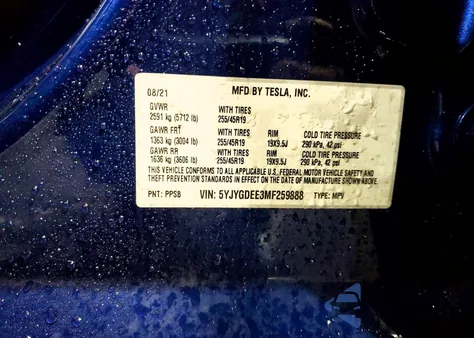 08/21 MFD BY TESLA, INC.
GVWR WITH TIRES
2591 kg (5712 lb) 255/45R19
GAWR FRT WITH TIRES RIM COLD TIRE PRESSURE
1363 kg (3004 lb) 255/45R19 19X9.5J 290 kPa, 42 psi
GAWR RR WITH TIRES RIM COLD TIRE PRESSURE
1636 kg (3606 lb) 255/45R19 19X9.5J 290 kPa, 42 psi
THIS VEHICLE CONFORMS TO ALL APPLICABLE U.S. FEDERAL MOTOR VEHICLE SAFETY AND
THEFT PREVENTION STANDARDS IN EFFECT ON THE DATE OF MANUFACTURE SHOWN ABOVE.
PNT: PPSB VIN: 5YJYGDEE3MF259888 TYPE: MPV